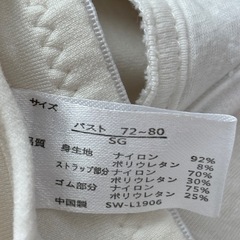 サイズ
バスト 72~80
SG
品質 身生地 ナイロン 92%
ポリウレタン 8%
ストラップ部分 ナイロン 70%
ポリウレタン 30%
ゴム部分 ナイロン 75%
ポリウレタン 25%
中国製 SW-L1906